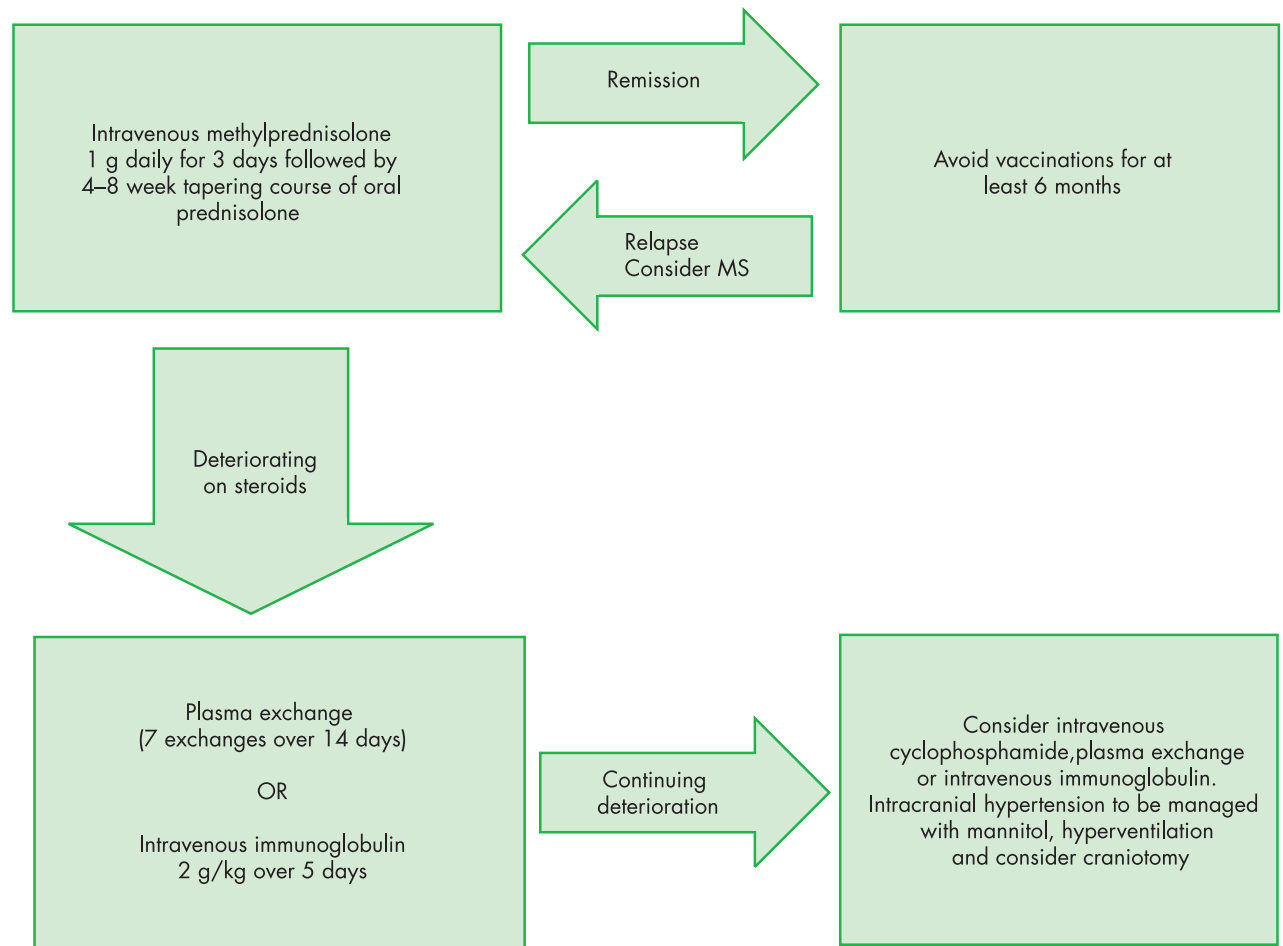 Intravenous methylprednisolone
1 g daily for 3 days followed by
4–8 week tapering course of oral
prednisolone
Remission
Avoid vaccinations for at
least 6 months
Relapse
Consider MS
Deteriorating
on steroids
Plasma exchange
(7 exchanges over 14 days)
OR
Intravenous immunoglobulin
2 g/kg over 5 days
Continuing
deterioration
Consider intravenous
cyclophosphamide,plasma exchange
or intravenous immunoglobulin.
Intracranial hypertension to be managed
with mannitol, hyperventilation
and consider craniotomy